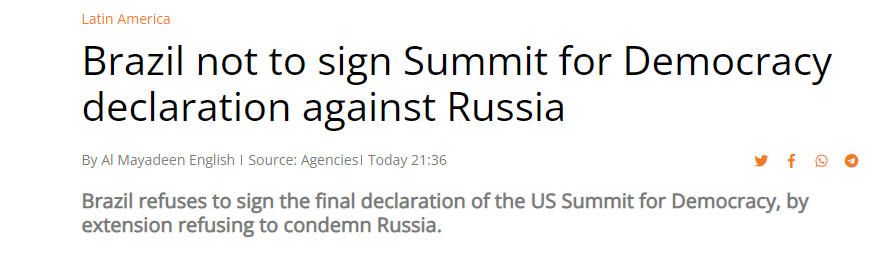 Latin America
Brazil not to sign Summit for Democracy
declaration against Russia
By Al Mayadeen English | Source: Agencies| Today 21:36
Brazil refuses to sign the final declaration of the US Summit for Democracy, by
extension refusing to condemn Russia.